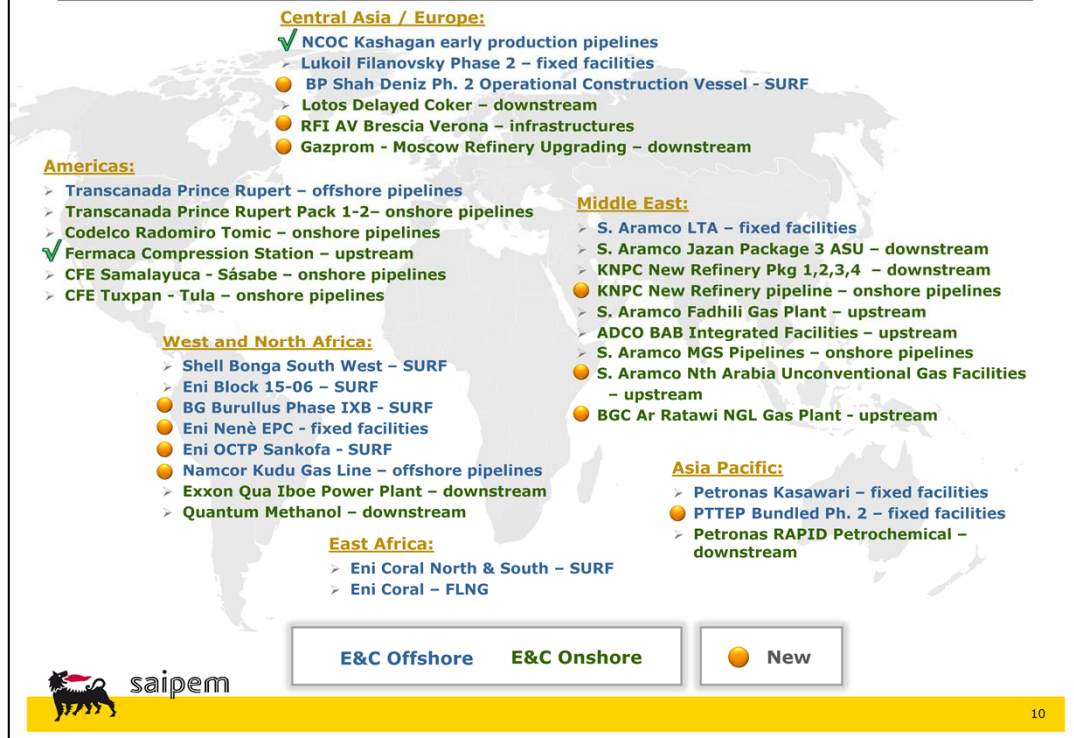 Central Asia / Europe:
NCOC Kashagan early production pipelines
Lukoil Filanovsky Phase 2 – fixed facilities
BP Shah Deniz Ph. 2 Operational Construction Vessel - SURF
Lotos Delayed Coker – downstream
RFI AV Brescia Verona – infrastructures
Gazprom - Moscow Refinery Upgrading – downstream
Americas:
Transcanada Prince Rupert – offshore pipelines
Transcanada Prince Rupert Pack 1-2– onshore pipelines
Codelco Radomiro Tomic – onshore pipelines
Fermaca Compression Station – upstream
CFE Samalayuca - Sásabe – onshore pipelines
CFE Tuxpan - Tula – onshore pipelines
Middle East:
S. Aramco LTA – fixed facilities
S. Aramco Jazan Package 3 ASU – downstream
KNPC New Refinery Pkg 1,2,3,4 – downstream
KNPC New Refinery pipeline – onshore pipelines
S. Aramco Fadhili Gas Plant – upstream
ADCO BAB Integrated Facilities – upstream
S. Aramco MGS Pipelines – onshore pipelines
S. Aramco Nth Arabia Unconventional Gas Facilities
– upstream
BGC Ar Ratawi NGL Gas Plant - upstream
West and North Africa:
Shell Bonga South West – SURF
Eni Block 15-06 – SURF
BG Burullus Phase IXB - SURF
Eni Nenè EPC - fixed facilities
Eni OCTP Sankofa - SURF
Namcor Kudu Gas Line – offshore pipelines
Exxon Qua Iboe Power Plant – downstream
Quantum Methanol – downstream
Asia Pacific:
Petronas Kasawari – fixed facilities
PTTEP Bundled Ph. 2 – fixed facilities
Petronas RAPID Petrochemical –
downstream
East Africa:
Eni Coral North & South – SURF
Eni Coral – FLNG
E&C Offshore E&C Onshore
New
saipem
10